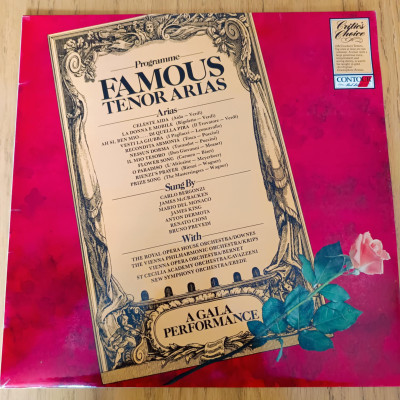 Programme
FAMOUS
TENOR ARIAS
Arias
CELESTE AIDA (Aida – Verdi)
LA DONNA E MOBILE (Rigoletto – Verdi)
AH SI, BEN MIO . . . DI QUELLA PIRA (Il Trovatore – Verdi)
VESTI LA GIUBBA (I Pagliacci – Leoncavallo)
RECONDITA ARMONIA (Tosca – Puccini)
NESSUN DORMA (Turandot – Puccini)
IL MIO TESORO (Don Giovanni – Mozart)
FLOWER SONG (Carmen – Bizet)
O PARADISO (L'Africaine – Meyerbeer)
RIENZI'S PRAYER (Rienzi – Wagner)
PRIZE SONG (The Mastersingers – Wagner)
Sung By
CARLO BERGONZI
JAMES McCRACKEN
MARIO DEL MONACO
JAMES KING
ANTON DERMOTA
RENATO CIONI
BRUNO PREVEDI
With
THE ROYAL OPERA HOUSE ORCHESTRA/DOWNES
THE VIENNA PHILHARMONIC ORCHESTRA/KRIPS
VIENNA OPERA ORCHESTRA/BERNET
ST CECILIA ACADEMY ORCHESTRA/GAVAZZENI
NEW SYMPHONY ORCHESTRA/EREDE
A GALA
PERFORMANCE
Critic's
Choice
CONTOUR